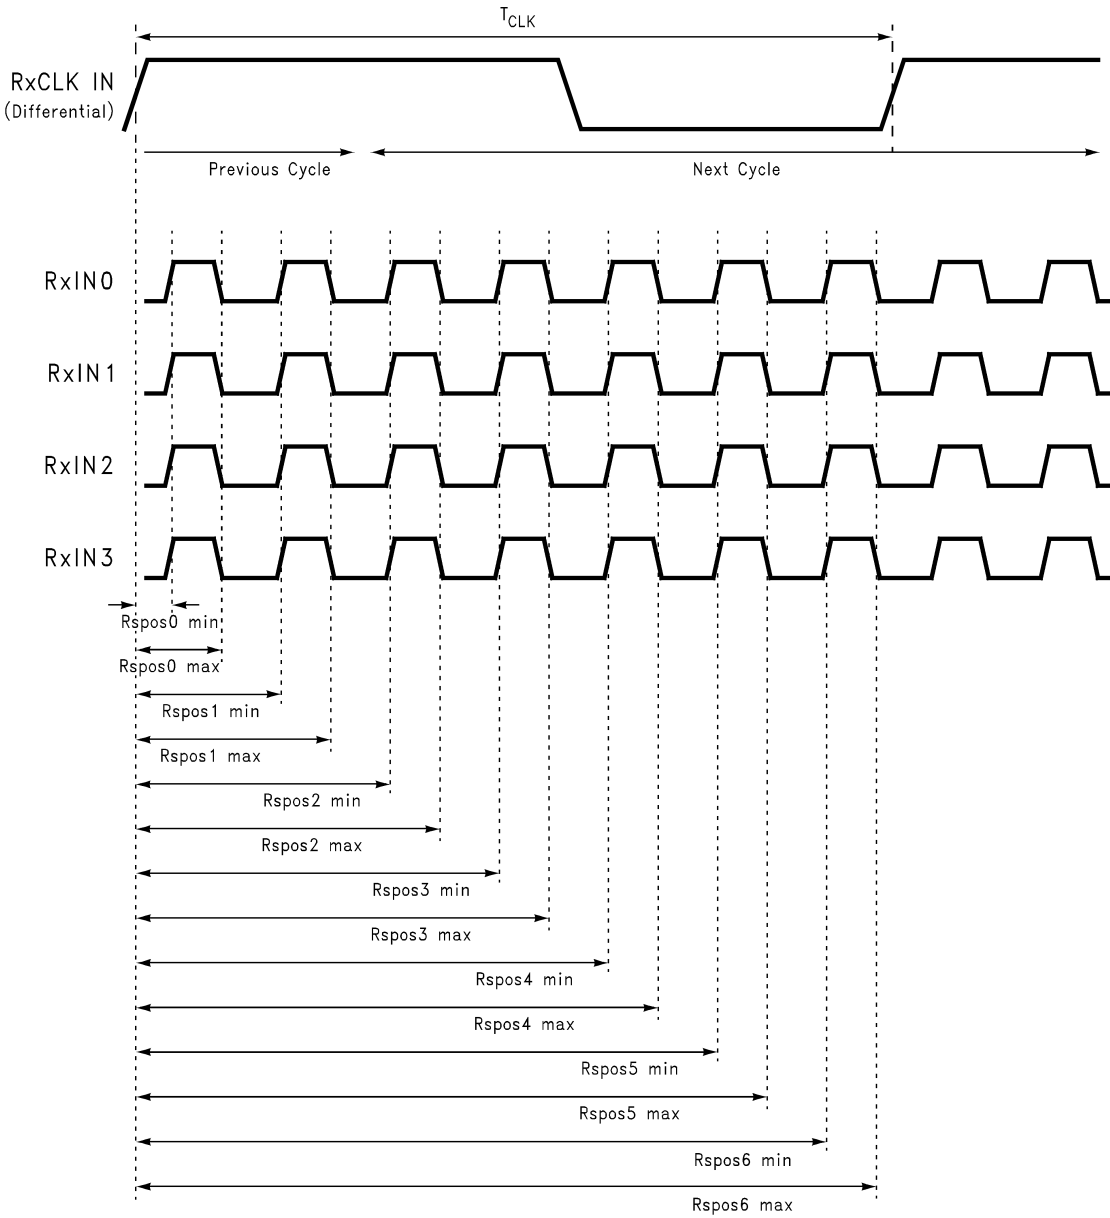 TCLK
RxCLK IN
(Differential)
Previous Cycle
Next Cycle
RxIN0
RxIN1
RxIN2
RxIN3
Rspos0 min
Rspos0 max
Rspos1 min
Rspos1 max
Rspos2 min
Rspos2 max
Rspos3 min
Rspos3 max
Rspos4 min
Rspos4 max
Rspos5 min
Rspos5 max
Rspos6 min
Rspos6 max